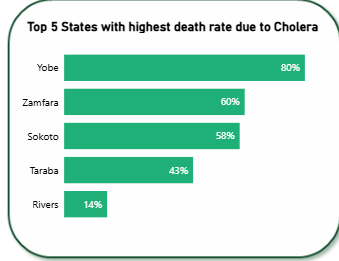 Top 5 States with highest death rate due to Cholera
Yobe 80%
Zamfara 60%
Sokoto 58%
Taraba 43%
Rivers 14%